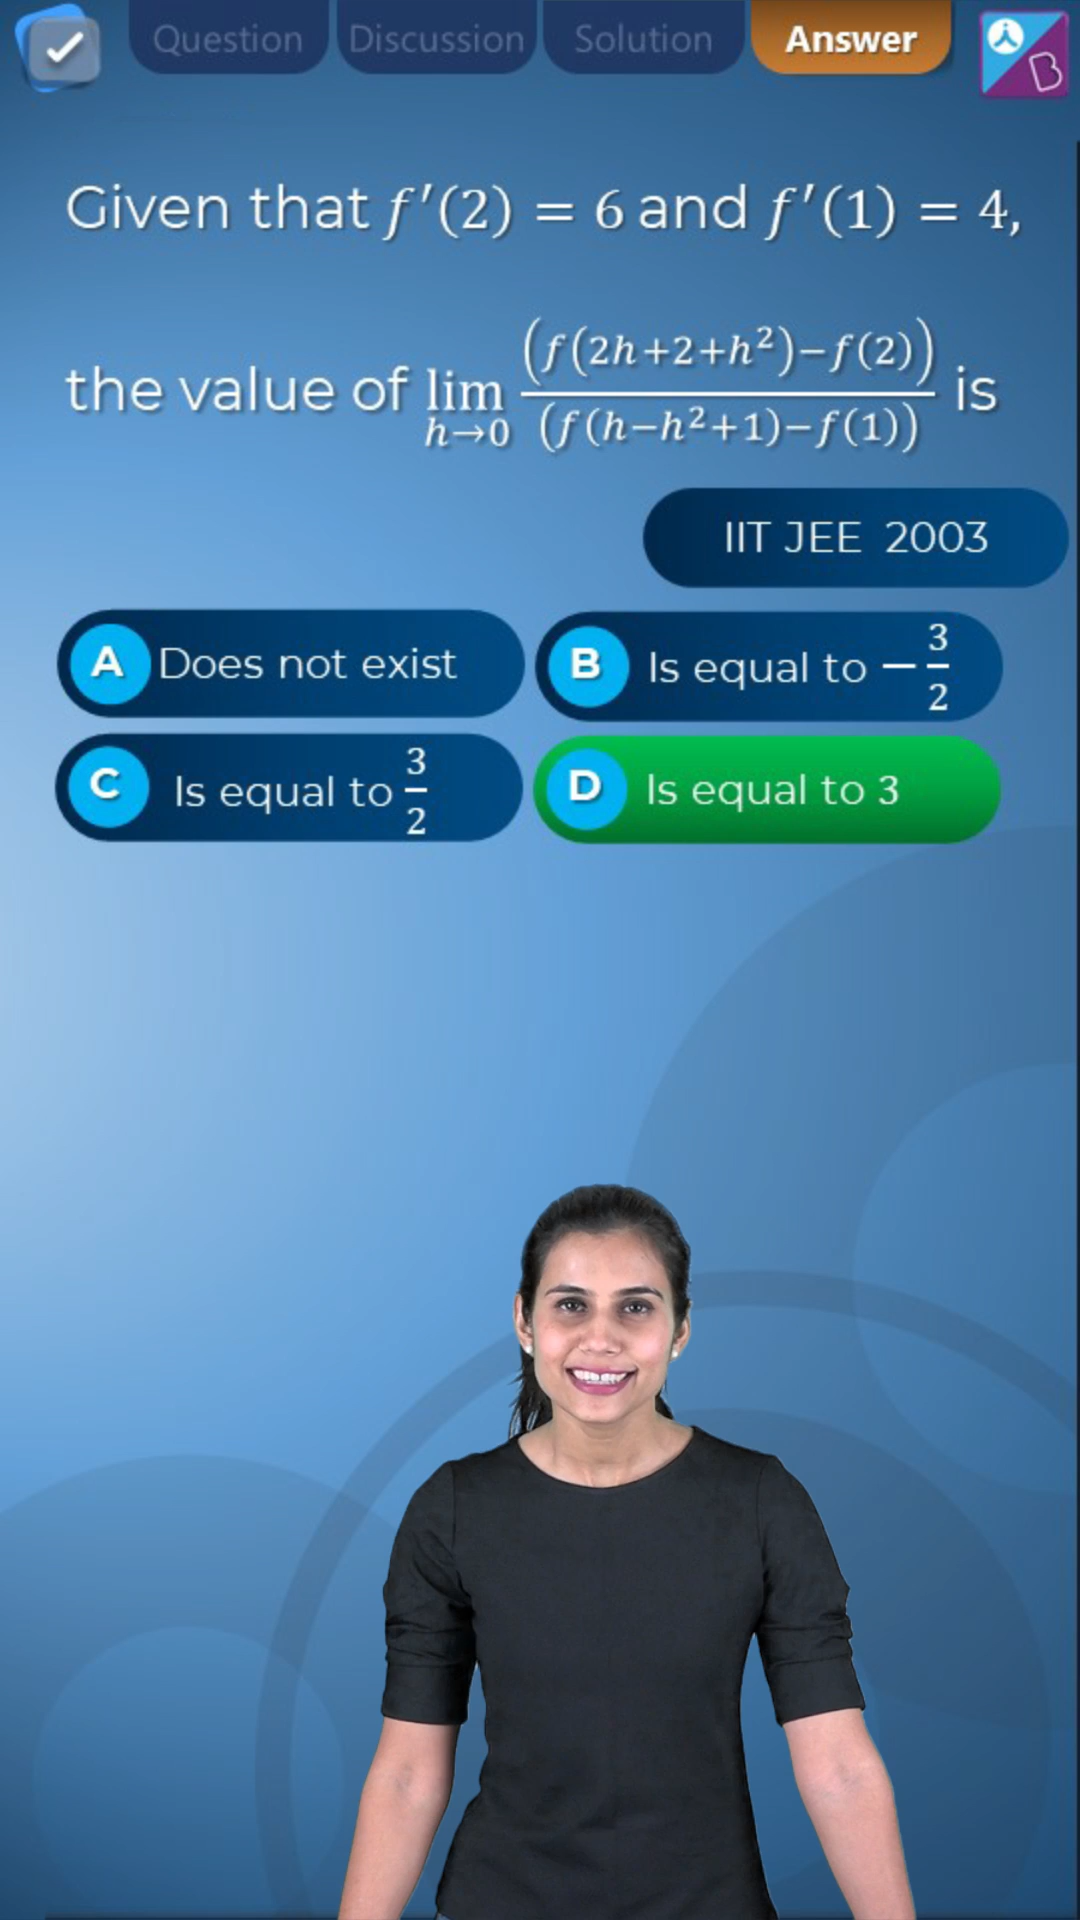 Question Discussion Solution Answer
B
Given that f′(2) = 6 and f′(1) = 4,
the value of lim h→0 (f(2h+2+h²)−f(2)) / (f(h−h²+1)−f(1)) is
IIT JEE 2003
A Does not exist
B Is equal to −3/2
C Is equal to 3/2
D Is equal to 3